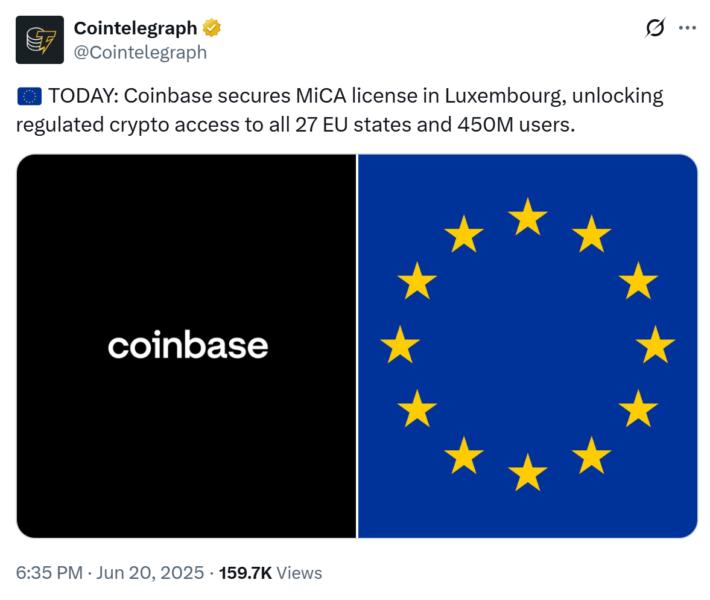 Cointelegraph
@Cointelegraph
🇪🇺 TODAY: Coinbase secures MiCA license in Luxembourg, unlocking
regulated crypto access to all 27 EU states and 450M users.
coinbase
6:35 PM · Jun 20, 2025 · 159.7K Views